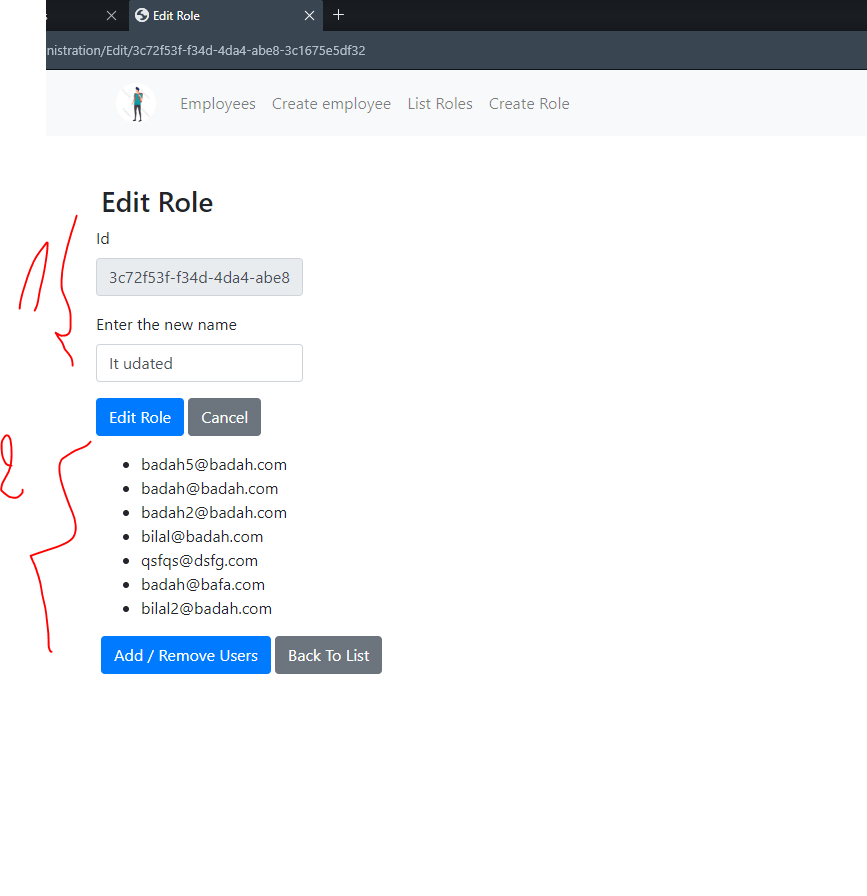 s
Edit Role
nistration/Edit/3c72f53f-f34d-4da4-abe8-3c1675e5df32
Employees Create employee List Roles Create Role
Edit Role
Id
3c72f53f-f34d-4da4-abe8
1
Enter the new name
It udated
Edit Role Cancel
2
badah5@badah.com
badah@badah.com
badah2@badah.com
bilal@badah.com
qsfqs@dsfg.com
badah@bafa.com
bilal2@badah.com
Add / Remove Users Back To List